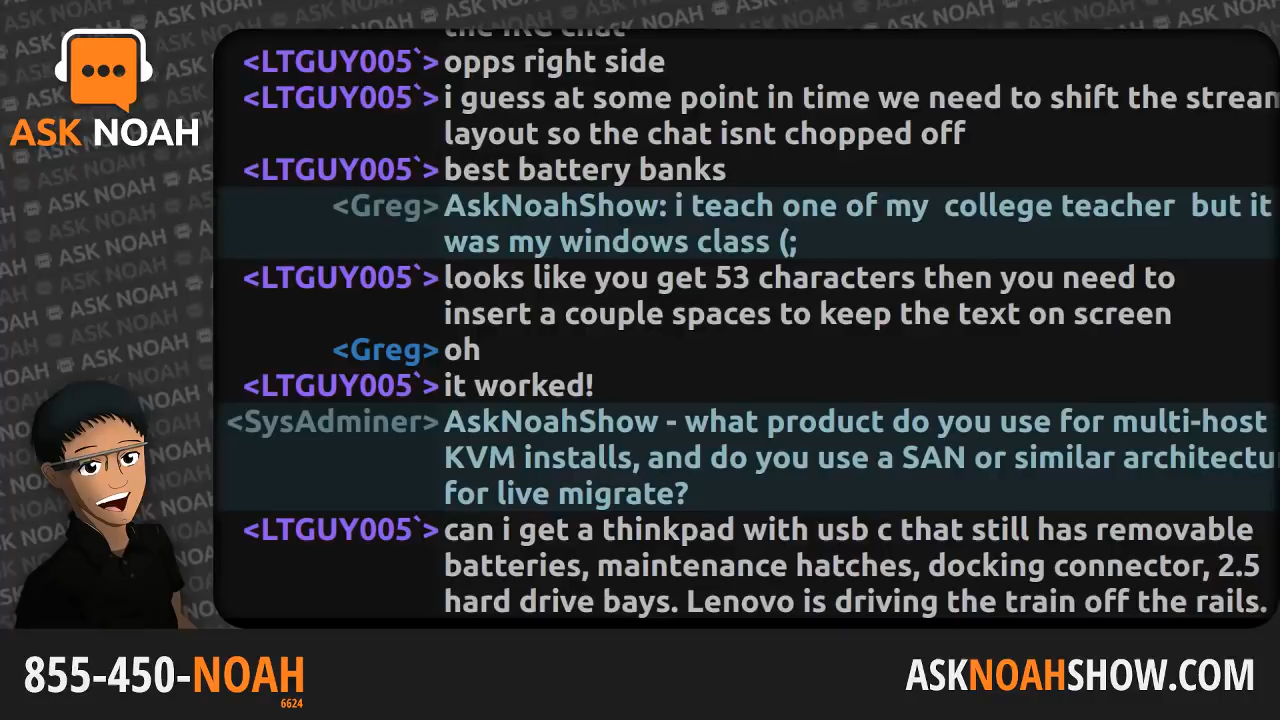 ASK NOAH
the IRC chat
<LTGUY005`> opps right side
<LTGUY005`> i guess at some point in time we need to shift the stream
layout so the chat isnt chopped off
<LTGUY005`> best battery banks
<Greg> AskNoahShow: i teach one of my  college teacher  but it
was my windows class (;
<LTGUY005`> looks like you get 53 characters then you need to
insert a couple spaces to keep the text on screen
<Greg> oh
<LTGUY005`> it worked!
<SysAdminer> AskNoahShow - what product do you use for multi-host
KVM installs, and do you use a SAN or similar architectu
for live migrate?
<LTGUY005`> can i get a thinkpad with usb c that still has removable
batteries, maintenance hatches, docking connector, 2.5
hard drive bays. Lenovo is driving the train off the rails.
855-450-NOAH
6624
ASKNOAHSHOW.COM